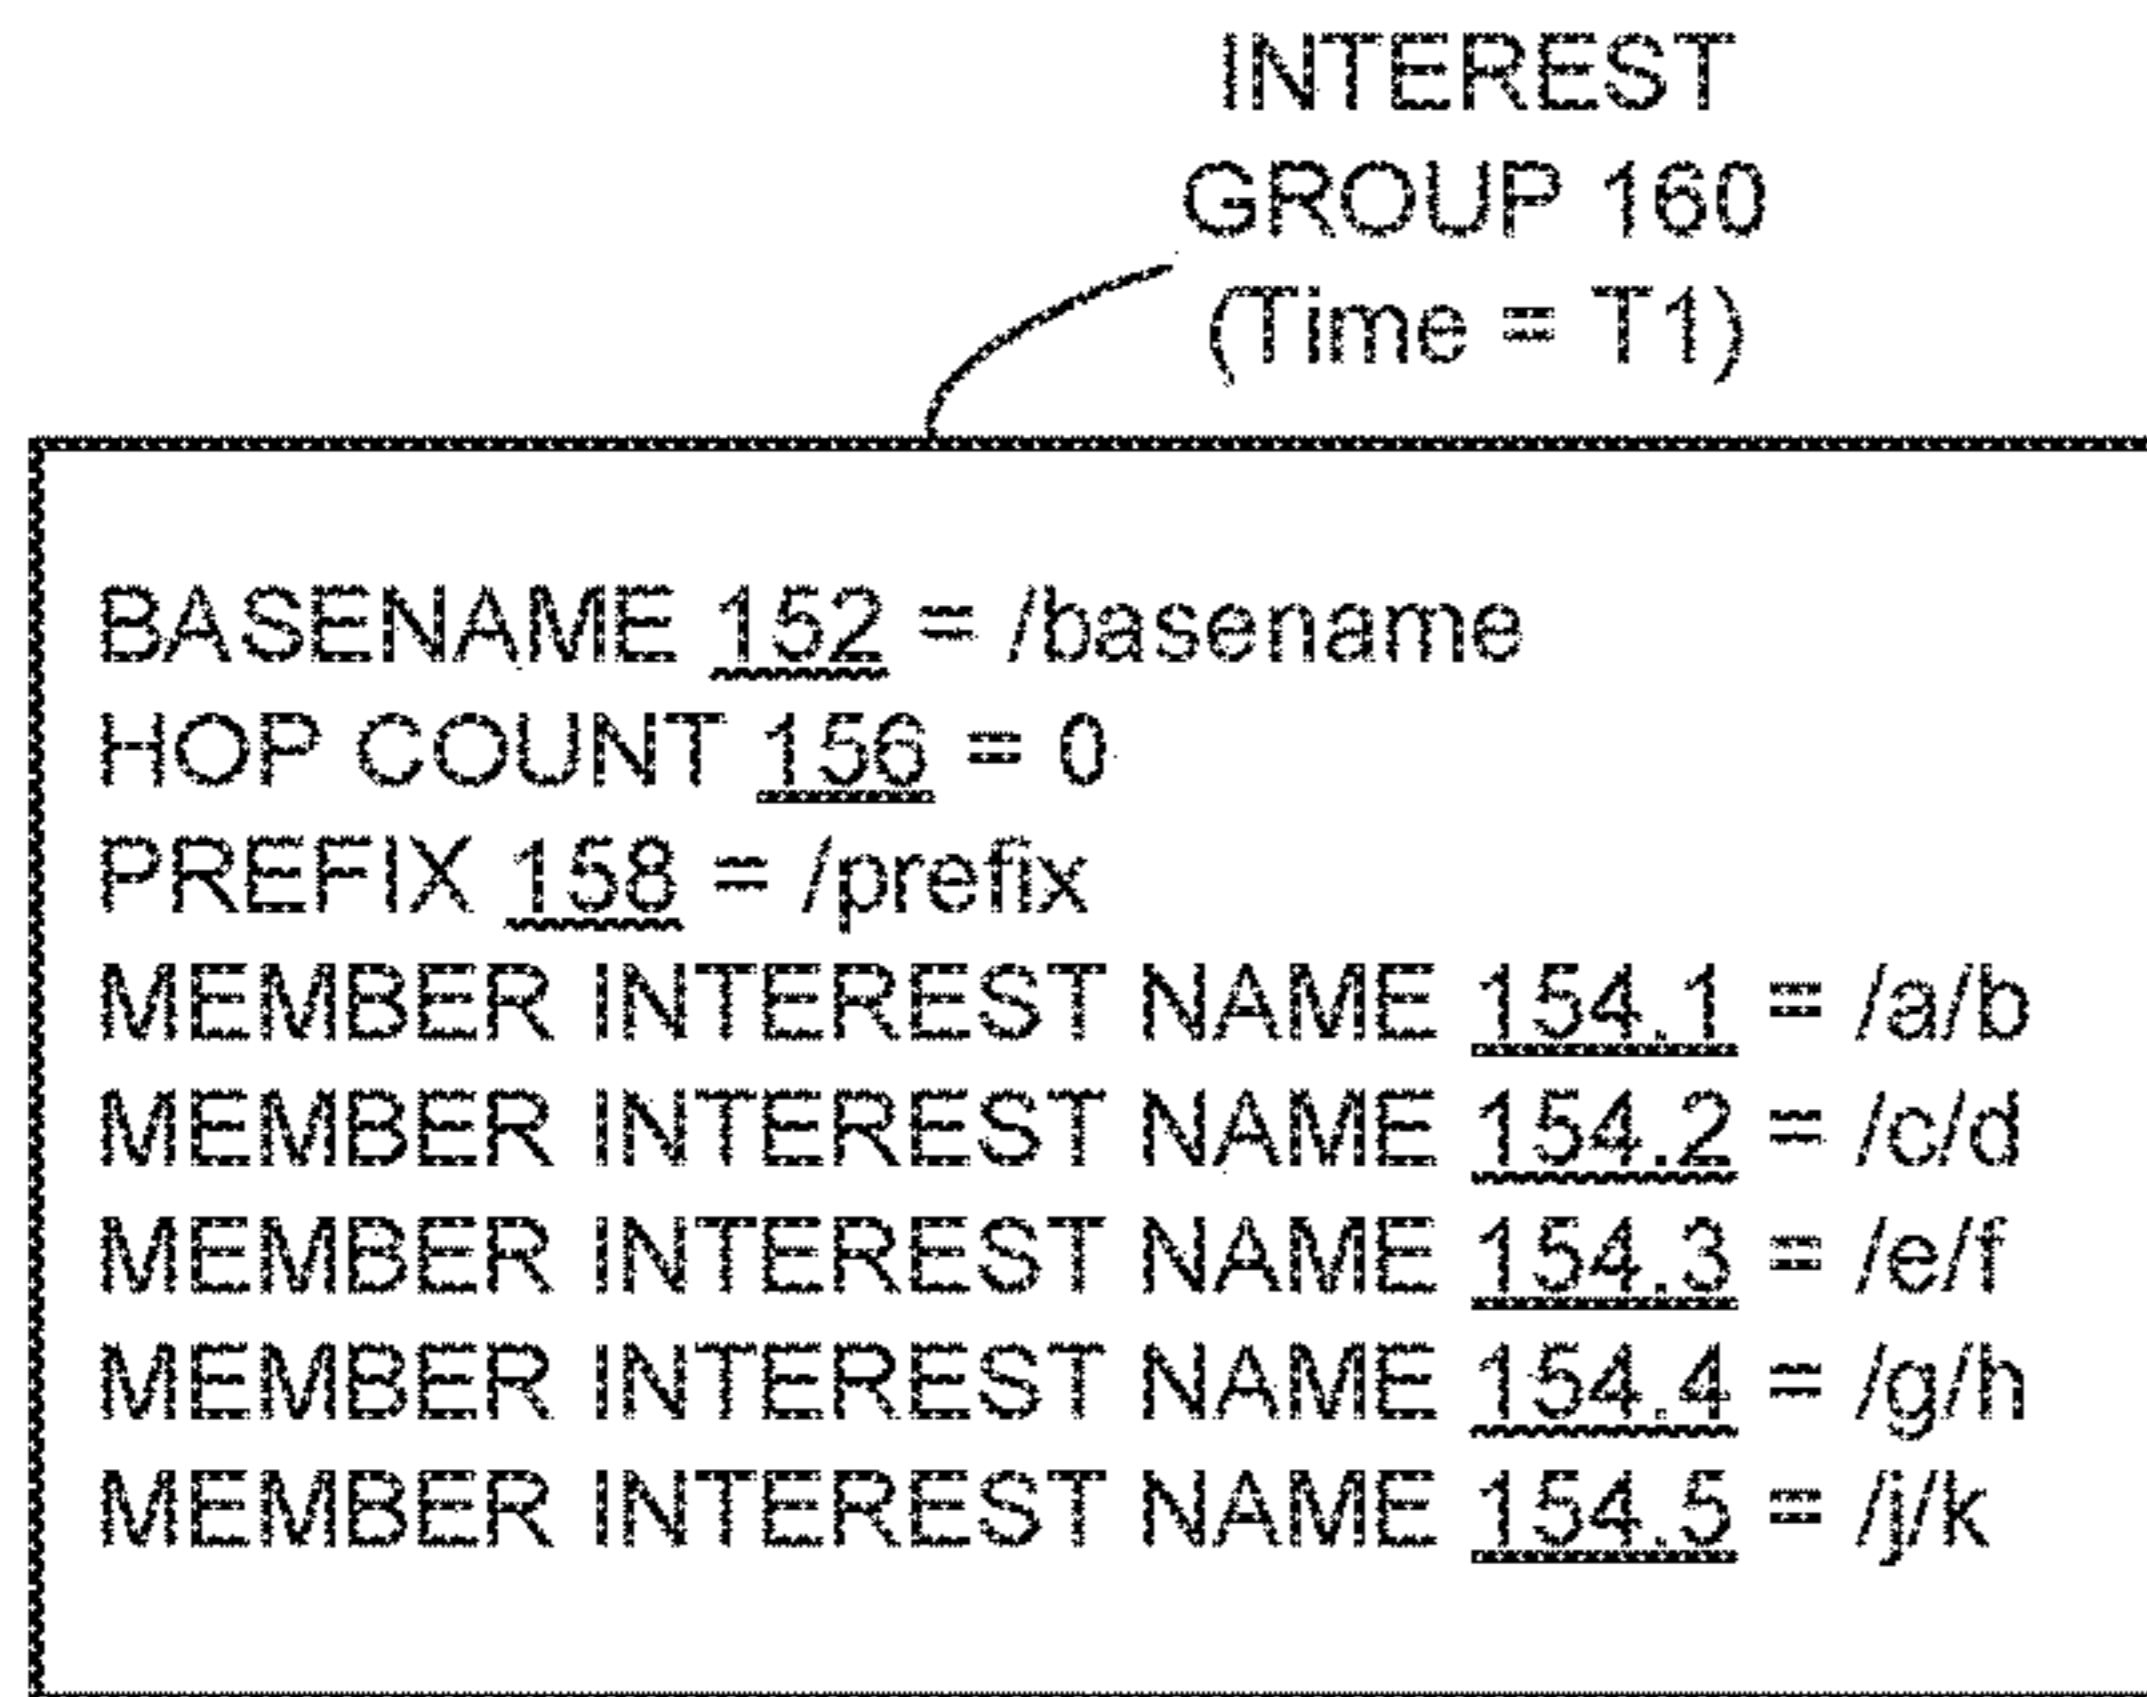 INTEREST
GROUP 160
(Time = T1)
BASENAME 152 = /basename
HOP COUNT 156 = 0
PREFIX 158 = /prefix
MEMBER INTEREST NAME 154.1 = /a/b
MEMBER INTEREST NAME 154.2 = /c/d
MEMBER INTEREST NAME 154.3 = /e/f
MEMBER INTEREST NAME 154.4 = /g/h
MEMBER INTEREST NAME 154.5 = /j/k